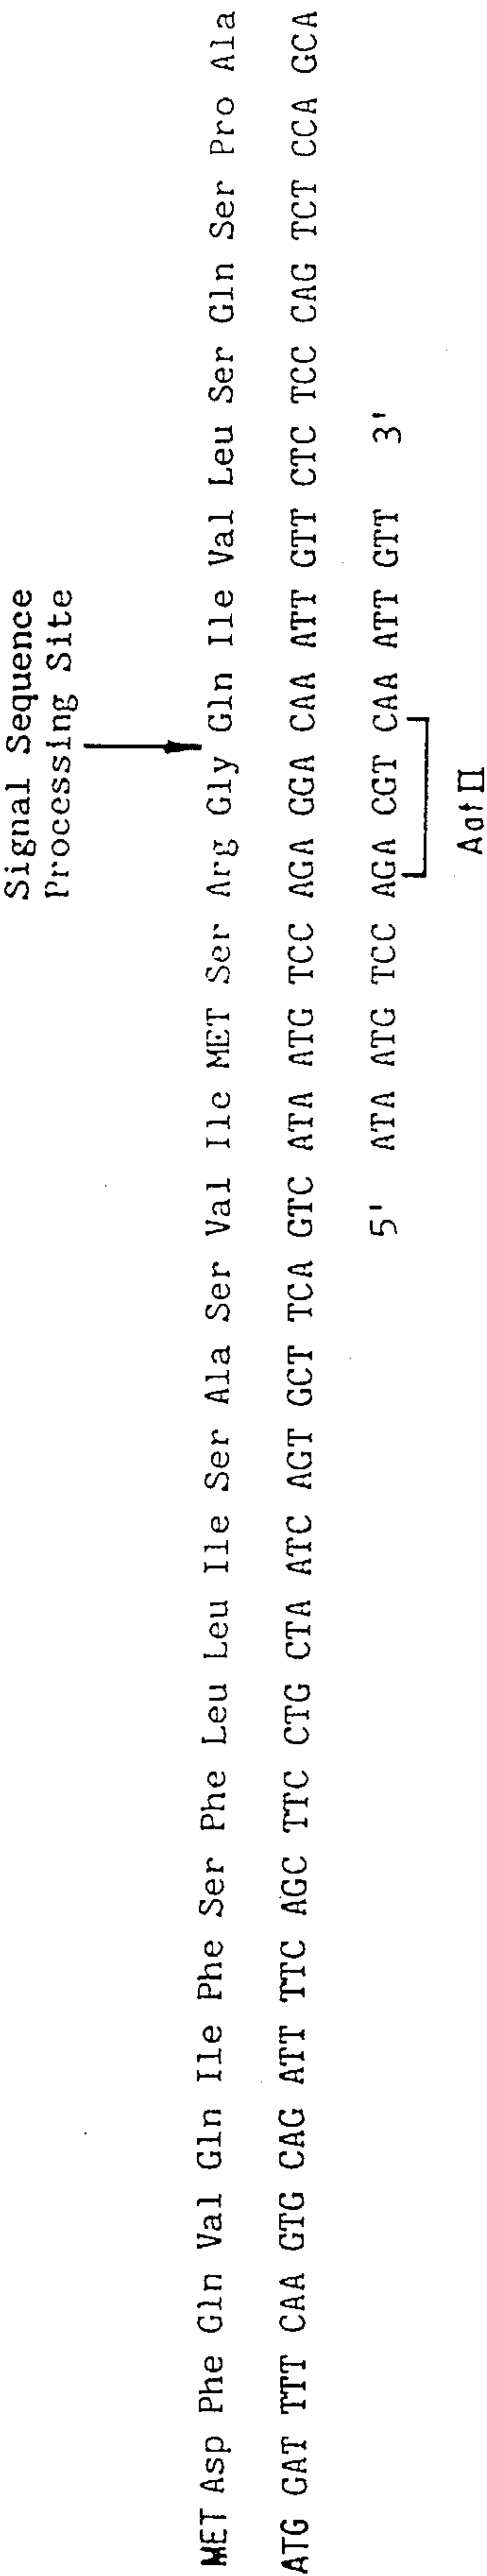 Signal Sequence
Processing Site
MET Asp Phe Gln Val Gln Ile Phe Ser Phe Leu Leu Ile Ser Ala Ser Val Ile MET Ser Arg Gly Gln Ile Val Leu Ser Gln Ser Pro Ala
ATG GAT TTT CAA GTG CAG ATT TTC AGC TTC CTG CTA ATC AGT GCT TCA GTC ATA ATG TCC AGA GGA CAA ATT GTT CTC TCC CAG TCT CCA GCA
5' ATA ATG TCC AGA CGT CAA ATT GTT 3'
Aat II